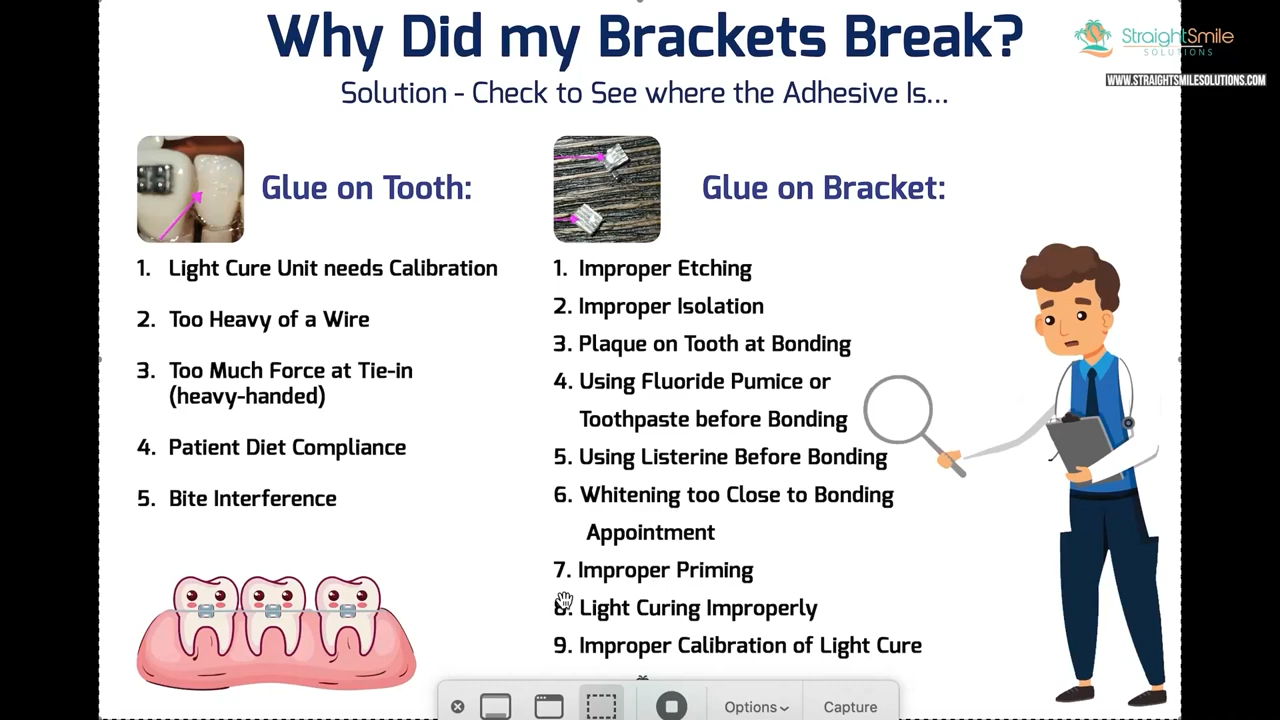 Why Did my Brackets Break?
StraightSmile
SOLUTIONS
WWW.STRAIGHTSMILESOLUTIONS.COM
Solution - Check to See where the Adhesive Is...
Glue on Tooth:
1. Light Cure Unit needs Calibration
2. Too Heavy of a Wire
3. Too Much Force at Tie-in
(heavy-handed)
4. Patient Diet Compliance
5. Bite Interference
Glue on Bracket:
1. Improper Etching
2. Improper Isolation
3. Plaque on Tooth at Bonding
4. Using Fluoride Pumice or
Toothpaste before Bonding
5. Using Listerine Before Bonding
6. Whitening too Close to Bonding
Appointment
7. Improper Priming
8. Light Curing Improperly
9. Improper Calibration of Light Cure
Options
Capture